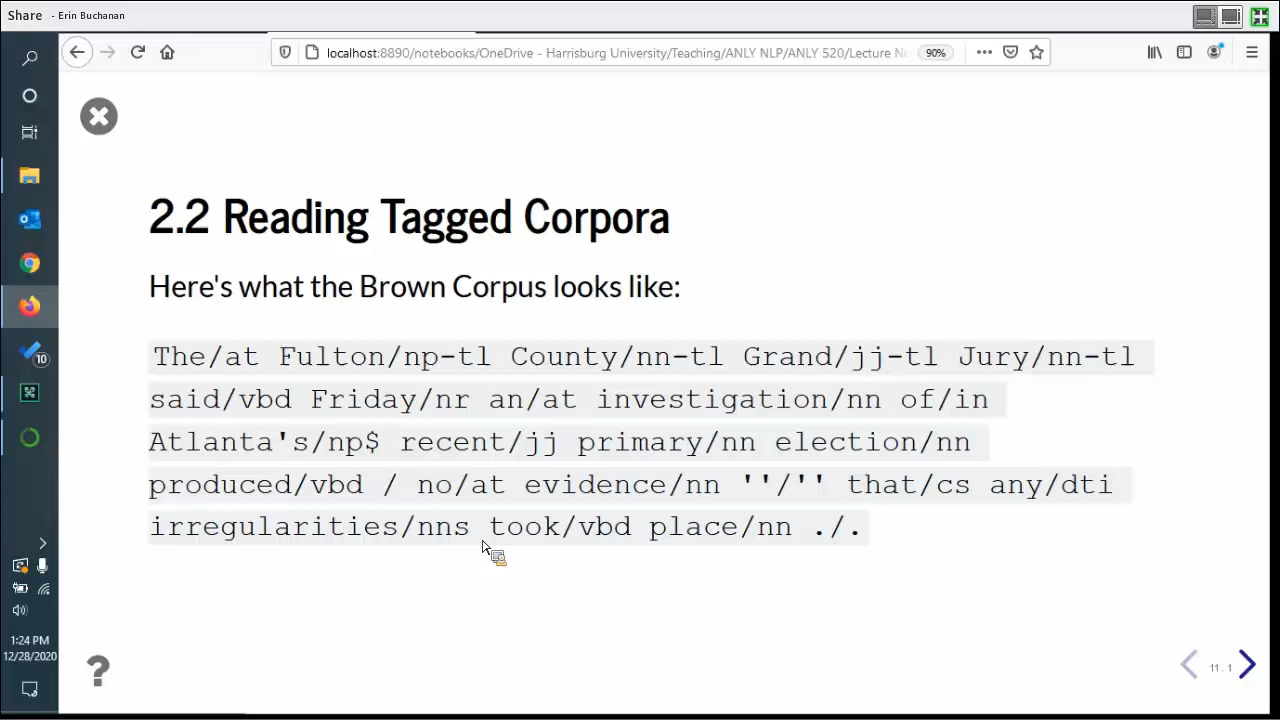 Share - Erin Buchanan
localhost:8890/notebooks/OneDrive - Harrisburg University/Teaching/ANLY NLP/ANLY 520/Lecture
90%
2.2 Reading Tagged Corpora
Here's what the Brown Corpus looks like:
The/at Fulton/np-tl County/nn-tl Grand/jj-tl Jury/nn-tl
said/vbd Friday/nr an/at investigation/nn of/in
Atlanta's/np$ recent/jj primary/nn election/nn
produced/vbd / no/at evidence/nn ''/'' that/cs any/dti
irregularities/nns took/vbd place/nn ./.
10
1:24 PM
12/28/2020
?
11.1